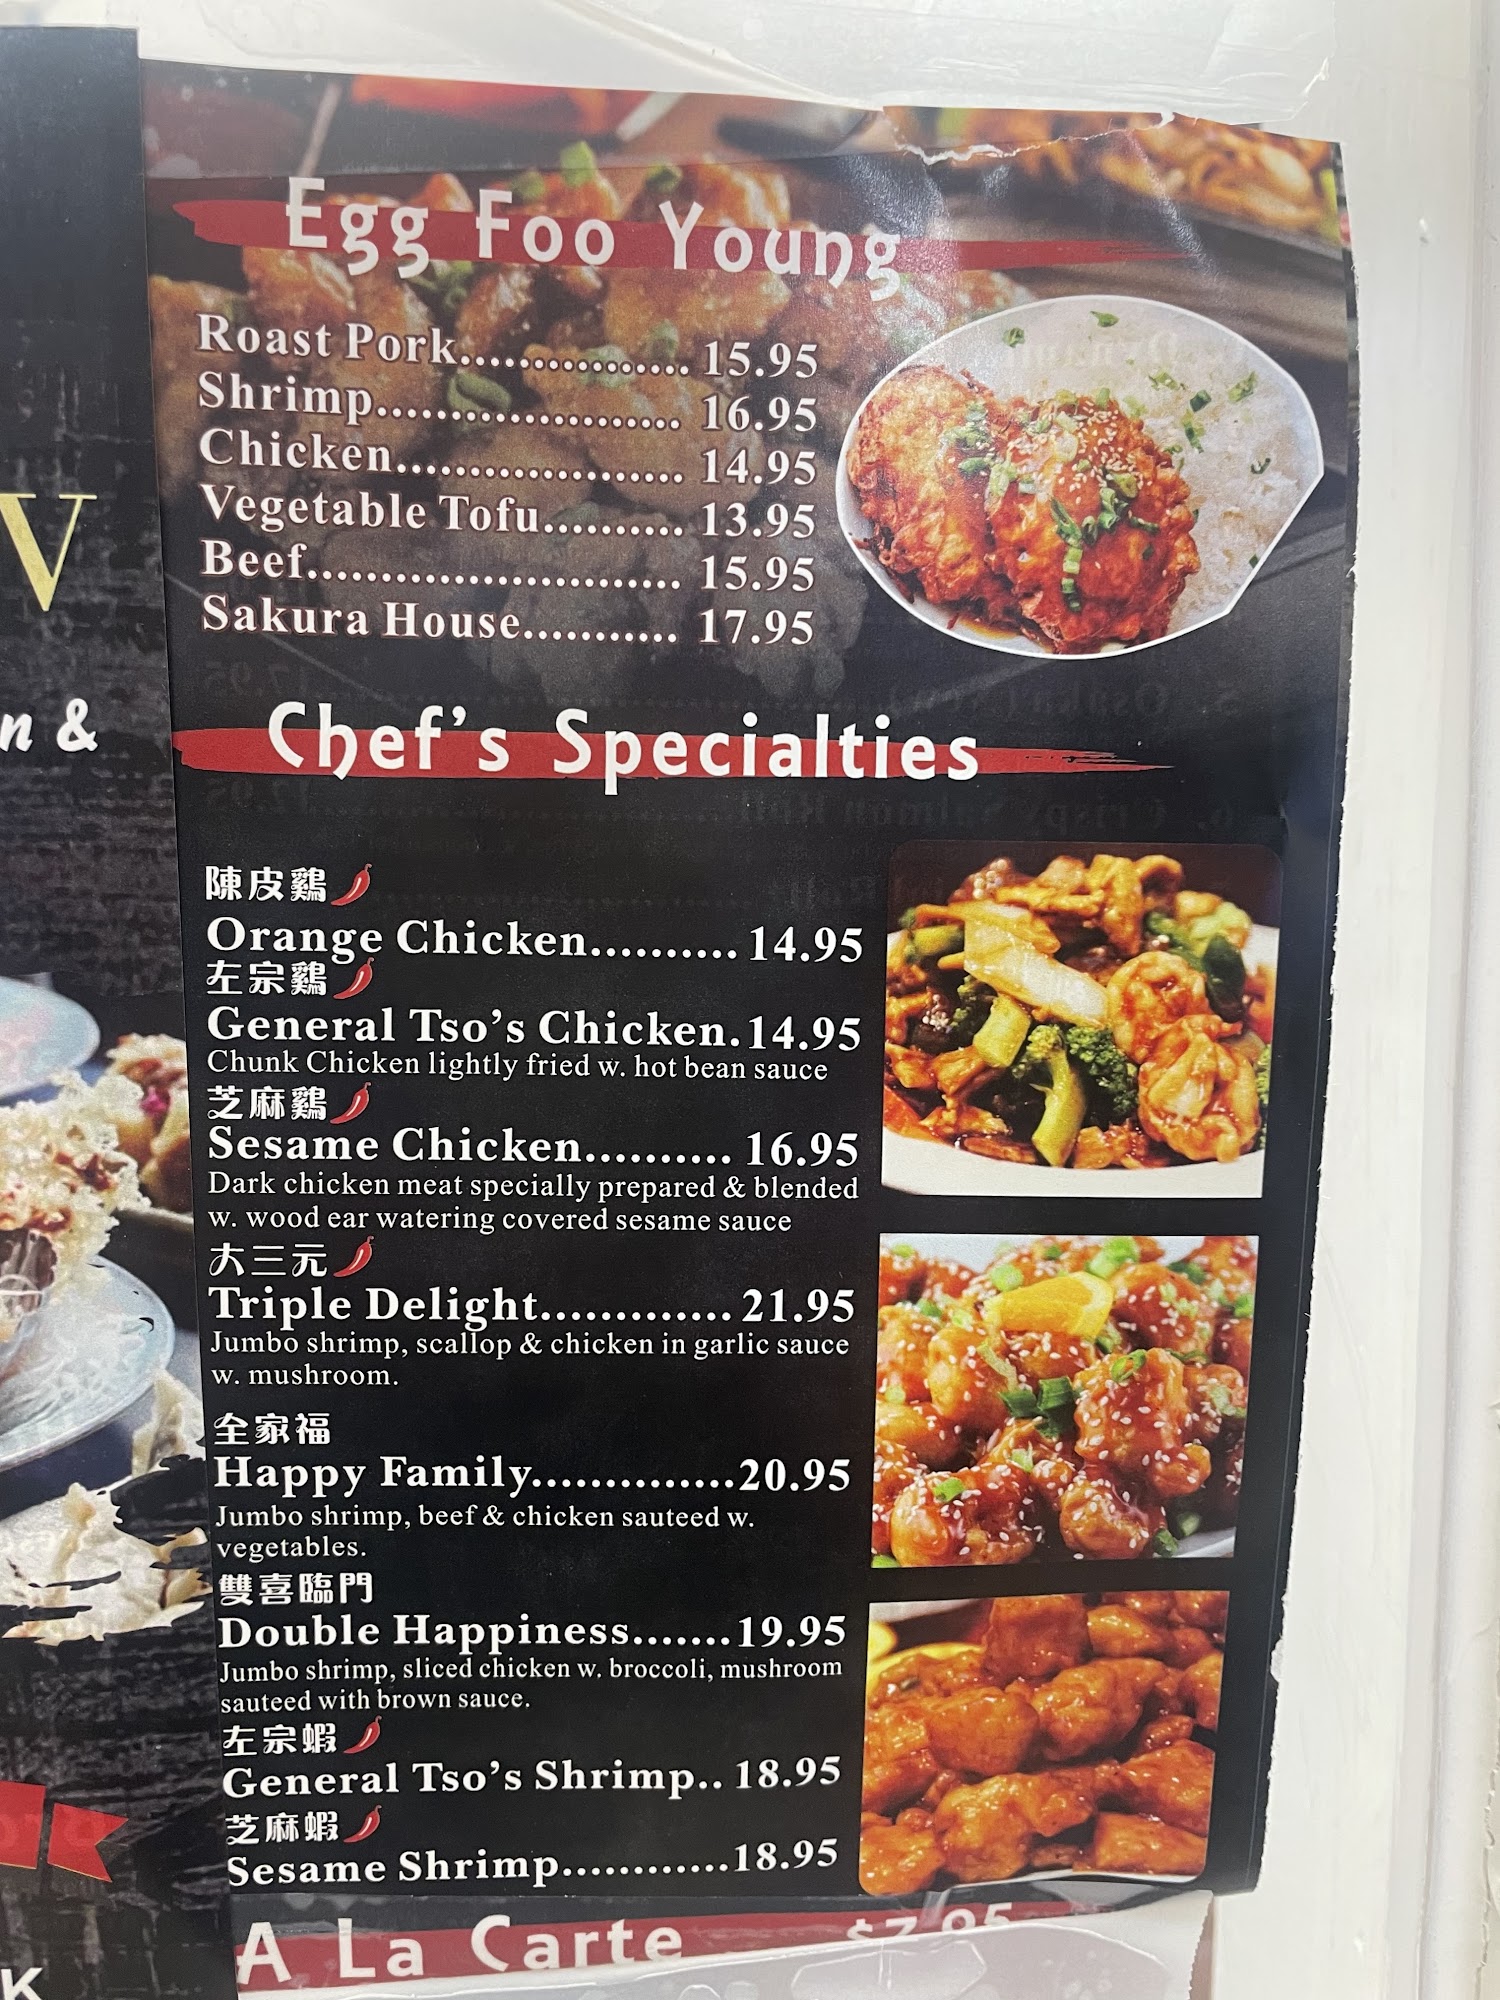 V
n &
K
Egg Foo Young
Roast Pork................ 15.95
Shrimp..................... 16.95
Chicken.................... 14.95
Vegetable Tofu.......... 13.95
Beef.......................... 15.95
Sakura House........... 17.95
Chef's Specialties
陳皮鷄
Orange Chicken.......... 14.95
左宗鷄
General Tso's Chicken.14.95
Chunk Chicken lightly fried w. hot bean sauce
芝麻鷄
Sesame Chicken.......... 16.95
Dark chicken meat specially prepared & blended
w. wood ear watering covered sesame sauce
大三元
Triple Delight............. 21.95
Jumbo shrimp, scallop & chicken in garlic sauce
w. mushroom.
全家福
Happy Family..............20.95
Jumbo shrimp, beef & chicken sauteed w.
vegetables.
雙喜臨門
Double Happiness.......19.95
Jumbo shrimp, sliced chicken w. broccoli, mushroom
sauteed with brown sauce.
左宗蝦
General Tso's Shrimp.. 18.95
芝麻蝦
Sesame Shrimp............18.95
A La Carte